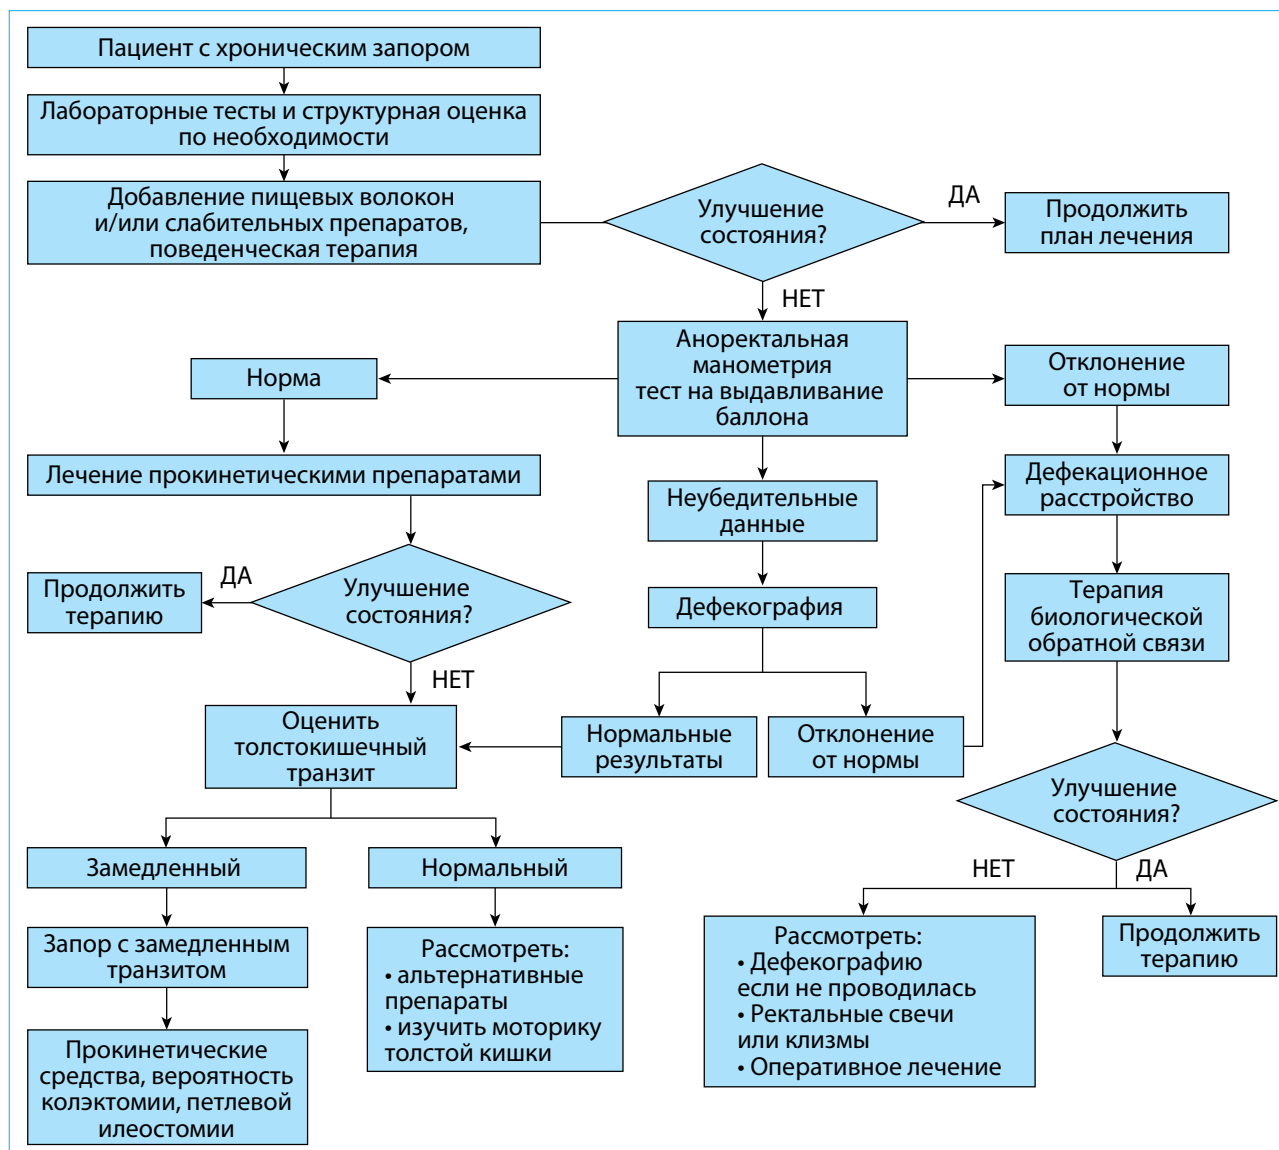 Пациент с хроническим запором
Лабораторные тесты и структурная оценка
по необходимости
Добавление пищевых волокон
и/или слабительных препаратов,
поведенческая терапия
Улучшение
состояния?
ДА
Продолжить
план лечения
НЕТ
Аноректальная
манометрия
тест на выдавливание
баллона
Норма
Отклонение
от нормы
Лечение прокинетическими препаратами
Неубедительные
данные
Дефекационное
расстройство
Улучшение
состояния?
ДА
Продолжить
терапию
Дефекография
Терапия
биологической
обратной связи
НЕТ
Оценить
толстокишечный
транзит
Нормальные
результаты
Отклонение
от нормы
Улучшение
состояния?
Замедленный
Нормальный
НЕТ
ДА
Запор с замедленным
транзитом
Рассмотреть:
• альтернативные
препараты
• изучить моторику
толстой кишки
Рассмотреть:
• Дефекографию
если не проводилась
• Ректальные свечи
или клизмы
• Оперативное лечение
Продолжить
терапию
Прокинетические
средства, вероятность
колэктомии, петлевой
илеостомии